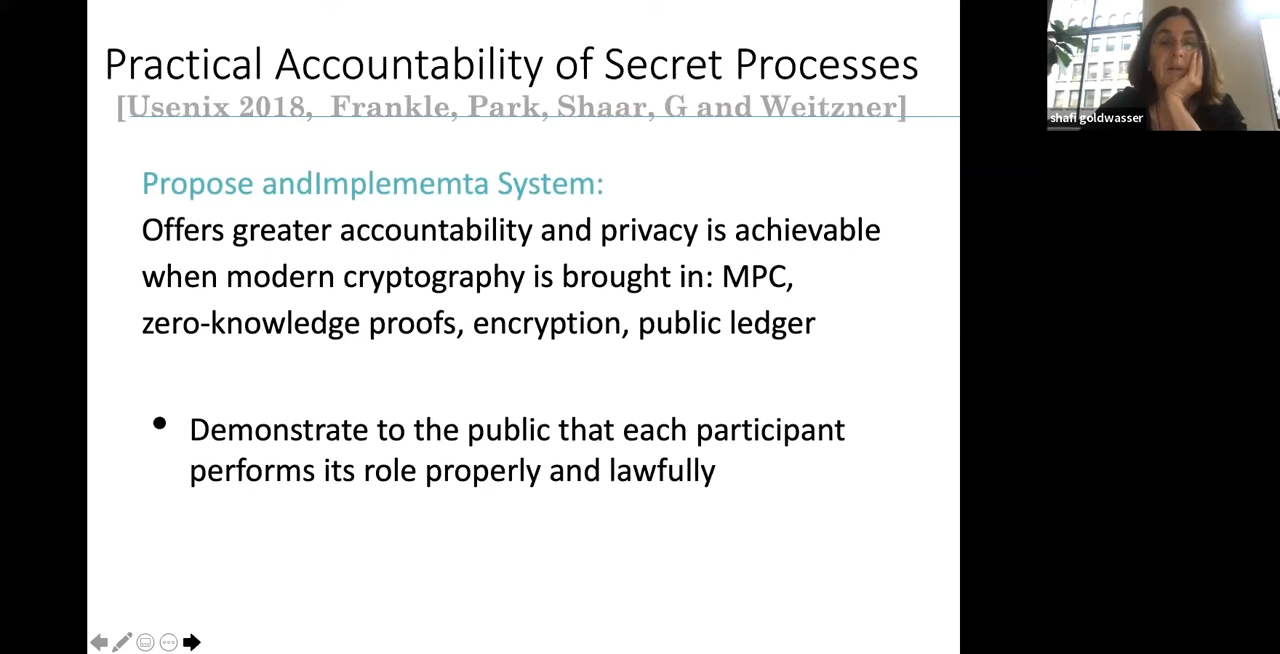 Practical Accountability of Secret Processes
[Usenix 2018, Frankle, Park, Shaar, G and Weitzner]
Propose andImplememta System:
Offers greater accountability and privacy is achievable
when modern cryptography is brought in: MPC,
zero-knowledge proofs, encryption, public ledger
• Demonstrate to the public that each participant
performs its role properly and lawfully
shafi goldwasser